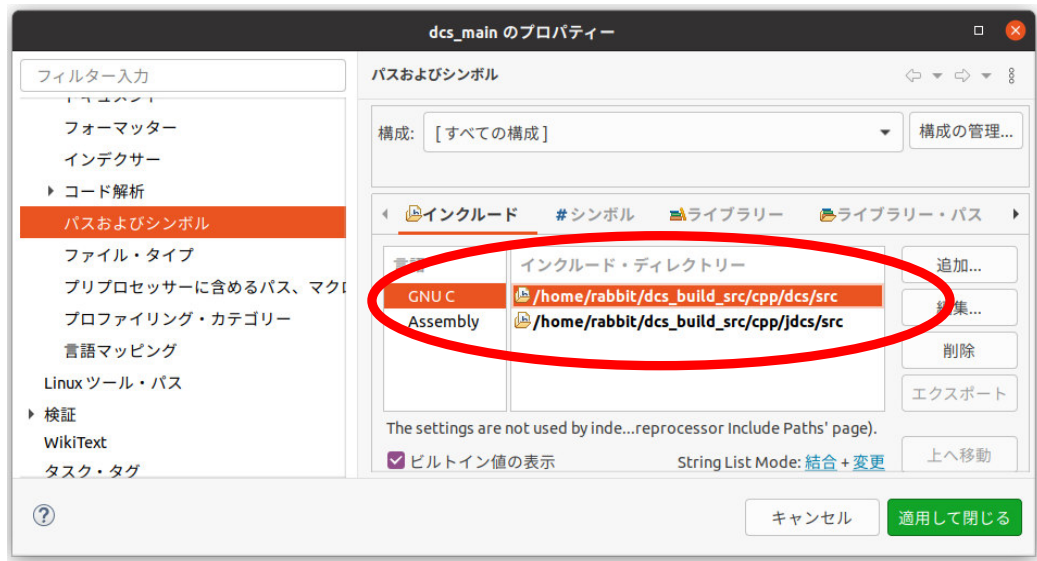 dcs_main のプロパティー
フィルター入力
ドキュメント
フォーマッター
インデクサー
コード解析
パスおよびシンボル
ファイル・タイプ
プリプロセッサーに含めるパス、マクロ
プロファイリング・カテゴリー
言語マッピング
Linux ツール・パス
検証
WikiText
タスク・タグ
パスおよびシンボル
構成: [ すべての構成 ] 構成の管理...
インクルード #シンボル ライブラリー ライブラリー・パス
言語 インクルード・ディレクトリー 追加...
GNU C /home/rabbit/dcs_build_src/cpp/dcs/src
編集...
Assembly /home/rabbit/dcs_build_src/cpp/jdcs/src
削除
エクスポート
The settings are not used by inde...reprocessor Include Paths' page).
ビルトイン値の表示 String List Mode: 結合 + 変更 上へ移動
? キャンセル 適用して閉じる